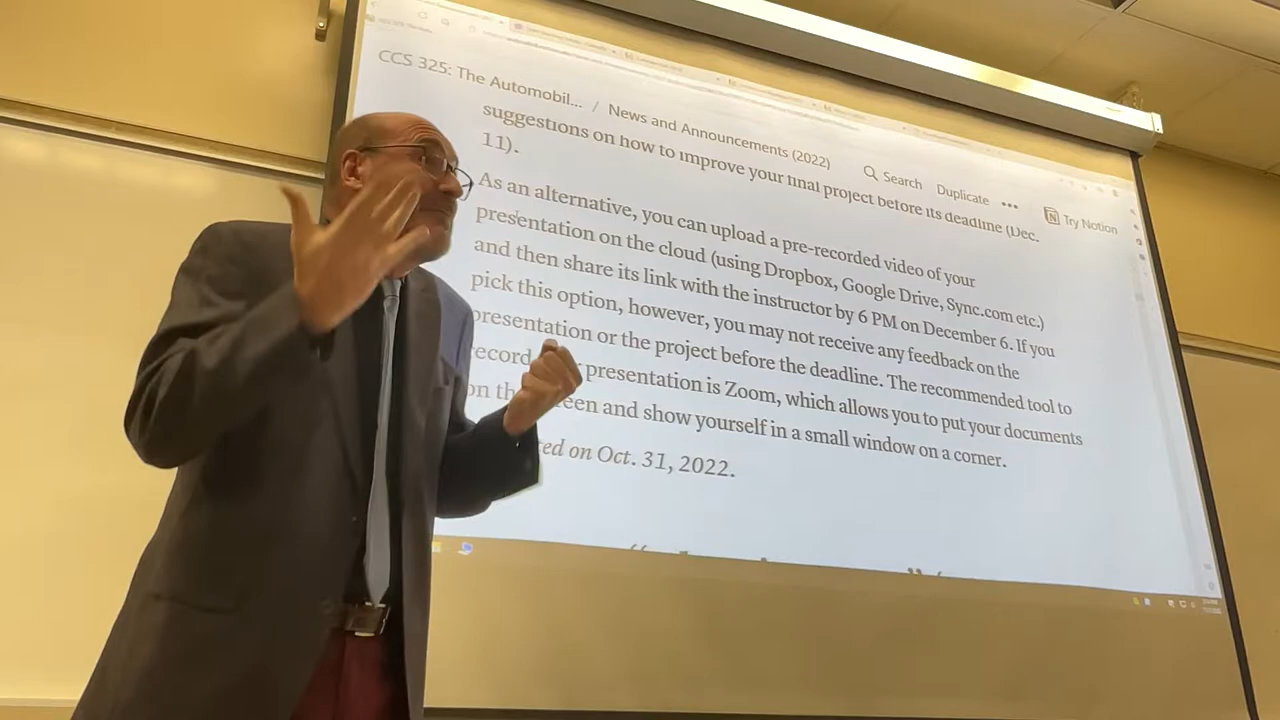 CCS 325: The Automobil... / News and Announcements (2022)
Search Duplicate ••• Try Notion
suggestions on how to improve your final project before its deadline (Dec.
11).
As an alternative, you can upload a pre-recorded video of your
presentation on the cloud (using Dropbox, Google Drive, Sync.com etc.)
and then share its link with the instructor by 6 PM on December 6. If you
pick this option, however, you may not receive any feedback on the
presentation or the project before the deadline. The recommended tool to
record presentation is Zoom, which allows you to put your documents
on and show yourself in a small window on a corner.
on Oct. 31, 2022.